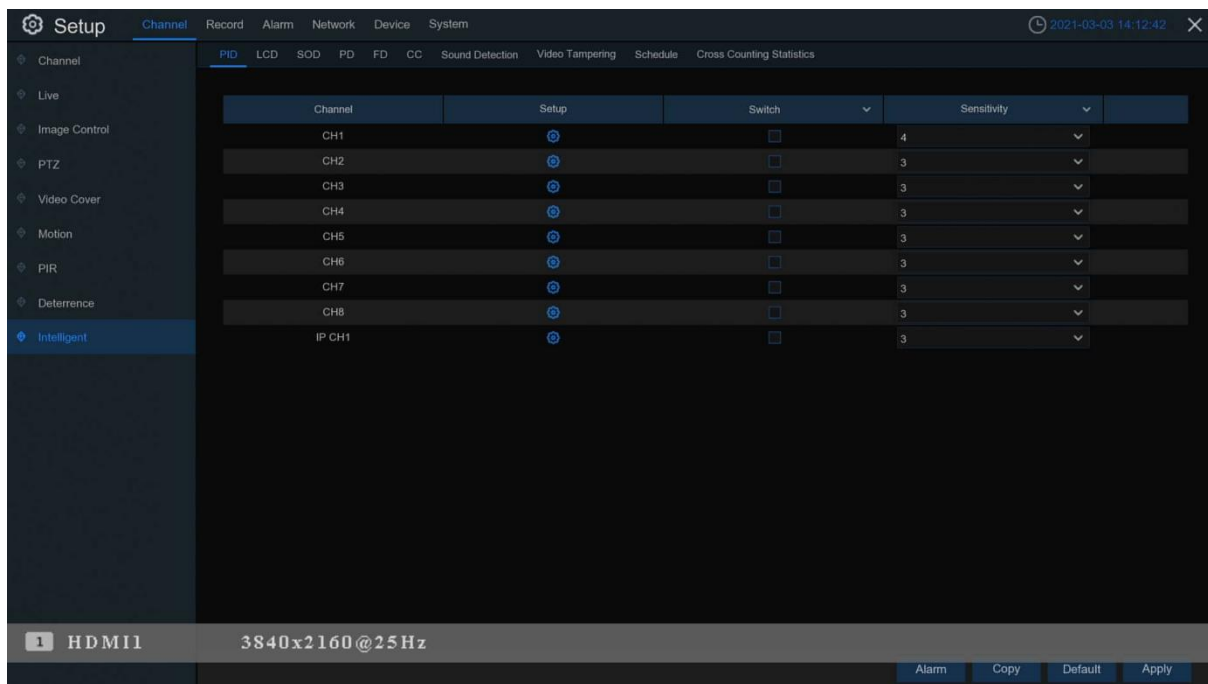 Setup Channel Record Alarm Network Device System 2021-03-03 14:12:42
Channel
Live
Image Control
PTZ
Video Cover
Motion
PIR
Deterrence
Intelligent
PID LCD SOD PD FD CC Sound Detection Video Tampering Schedule Cross Counting Statistics
Channel Setup Switch Sensitivity
CH1 4
CH2 3
CH3 3
CH4 3
CH5 3
CH6 3
CH7 3
CH8 3
IP CH1 3
1 HDMI1 3840x2160@25Hz
Alarm Copy Default Apply